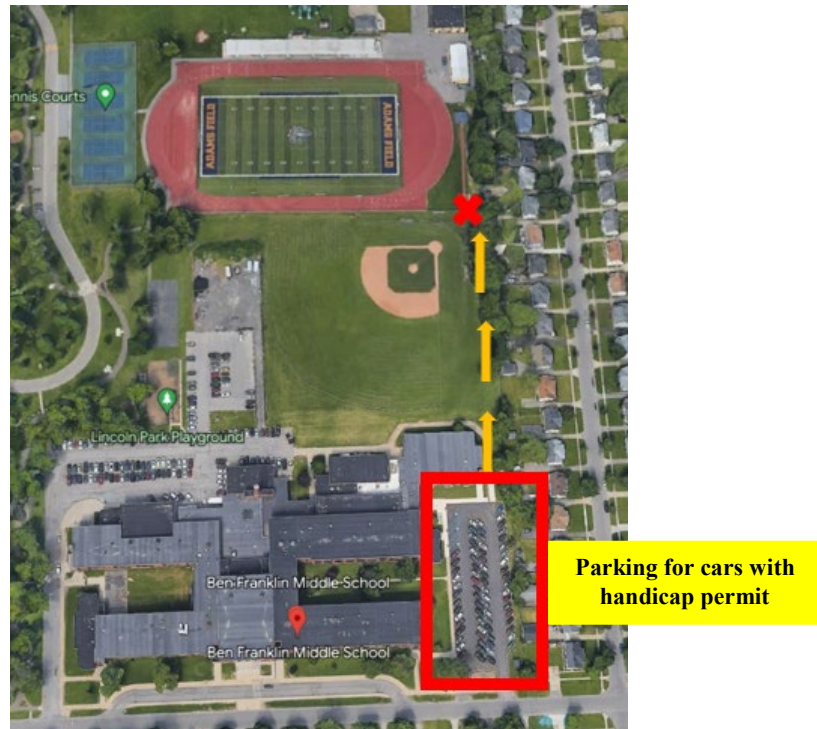 nnis Courts
ADAMS FIELD
ADAMS FIELD
Lincoln Park Playground
Ben Franklin Middle School
Ben Franklin Middle School
Parking for cars with
handicap permit